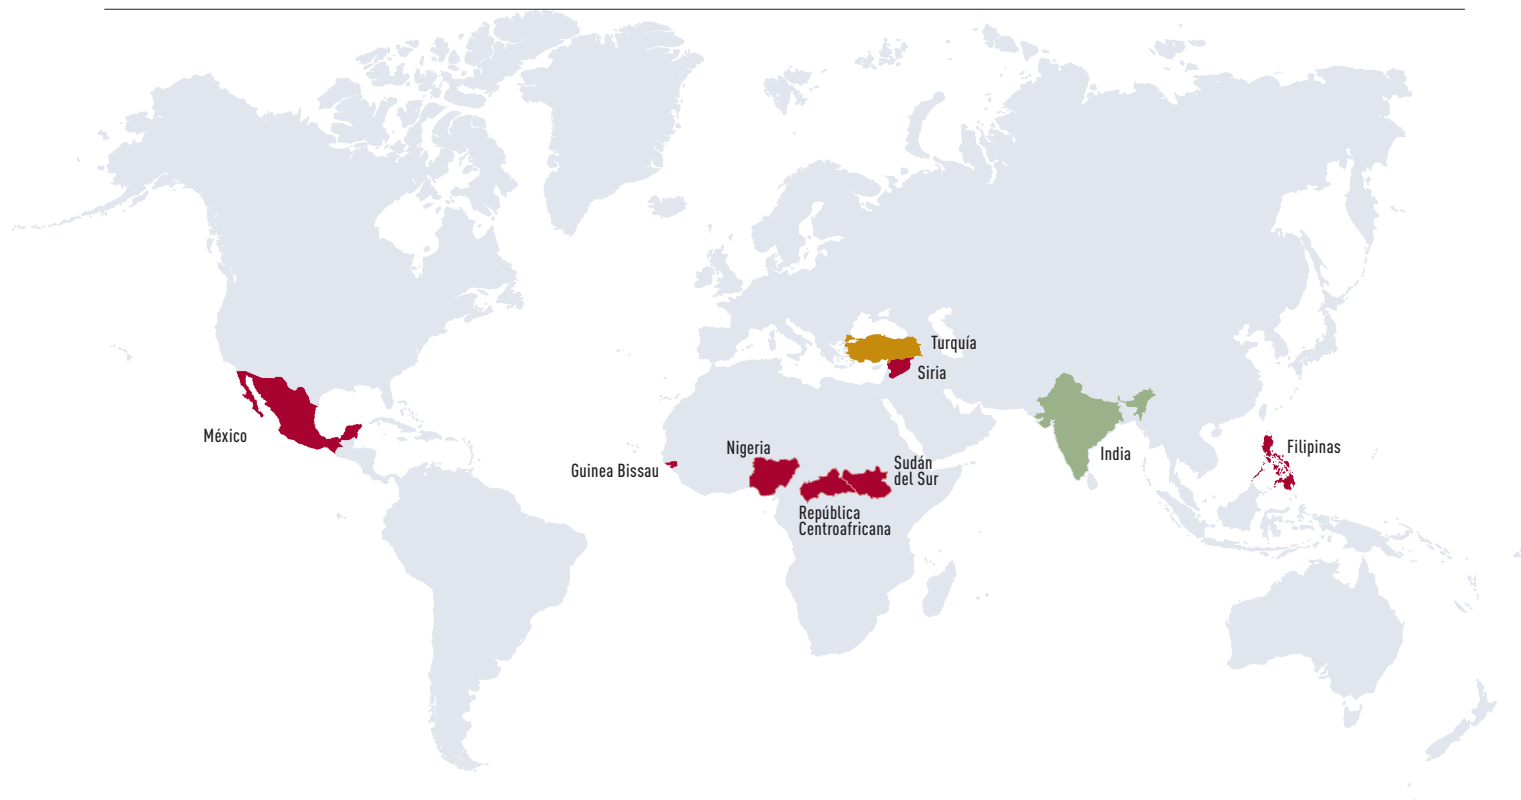 Turquía
Siria
México
Nigeria
Guinea Bissau
Sudán
del Sur
República
Centroafricana
India
Filipinas